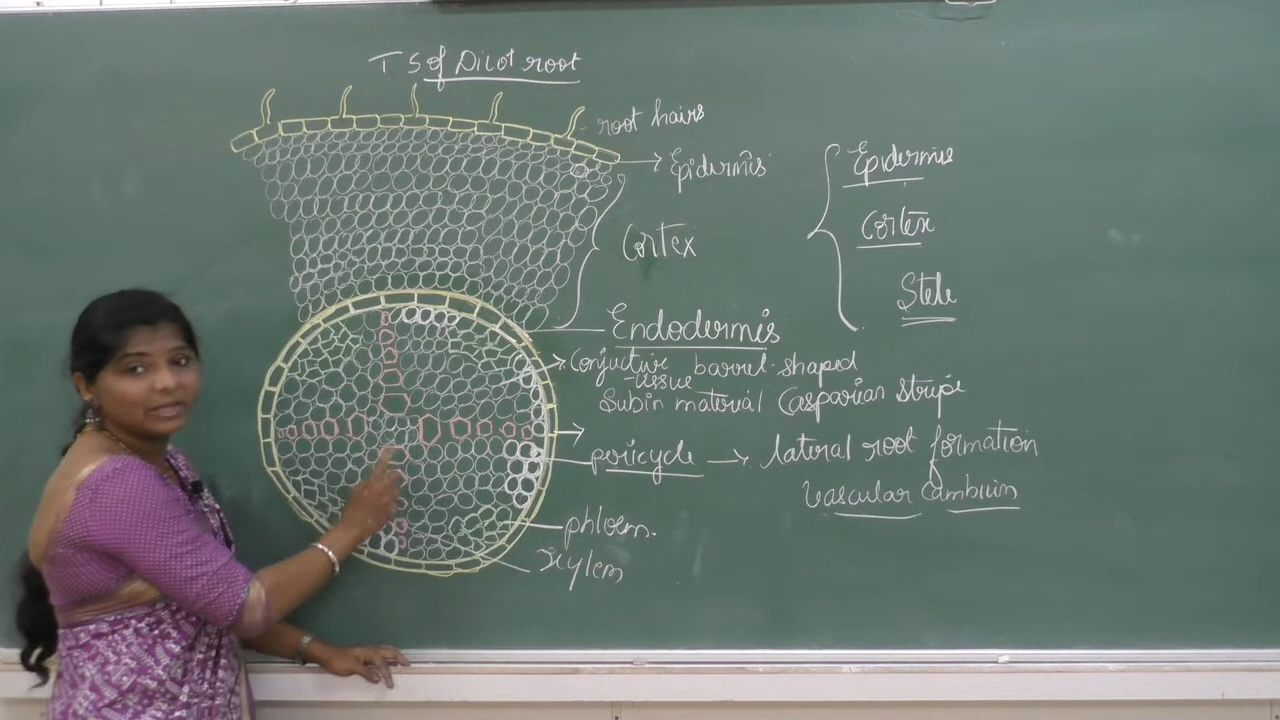 T S of Dicot root
root hairs
Epidermis
Cortex
Endodermis
Conjuctive barrel-shaped
tissue
Subin material Casparian strips
pericycle → lateral root formation
Vascular Cambium
phloem.
xylem
Epidermis
Cortex
Stele